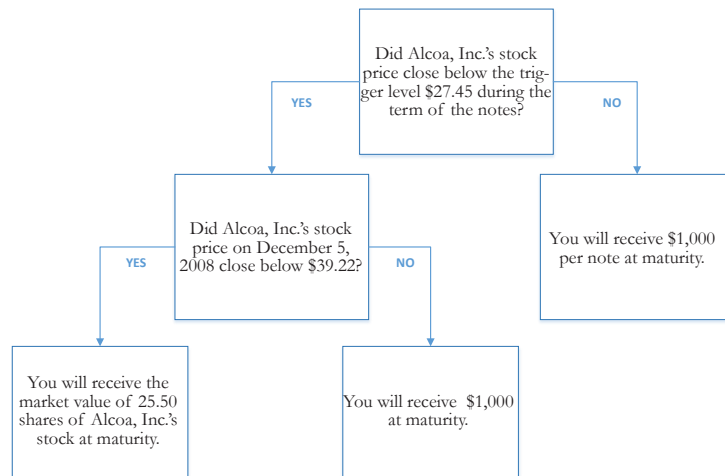 Did Alcoa, Inc.'s stock
price close below the trig-
ger level $27.45 during the
term of the notes?
YES
NO
Did Alcoa, Inc.'s stock
price on December 5,
2008 close below $39.22?
You will receive $1,000
per note at maturity.
YES
NO
You will receive the
market value of 25.50
shares of Alcoa, Inc.'s
stock at maturity.
You will receive $1,000
at maturity.